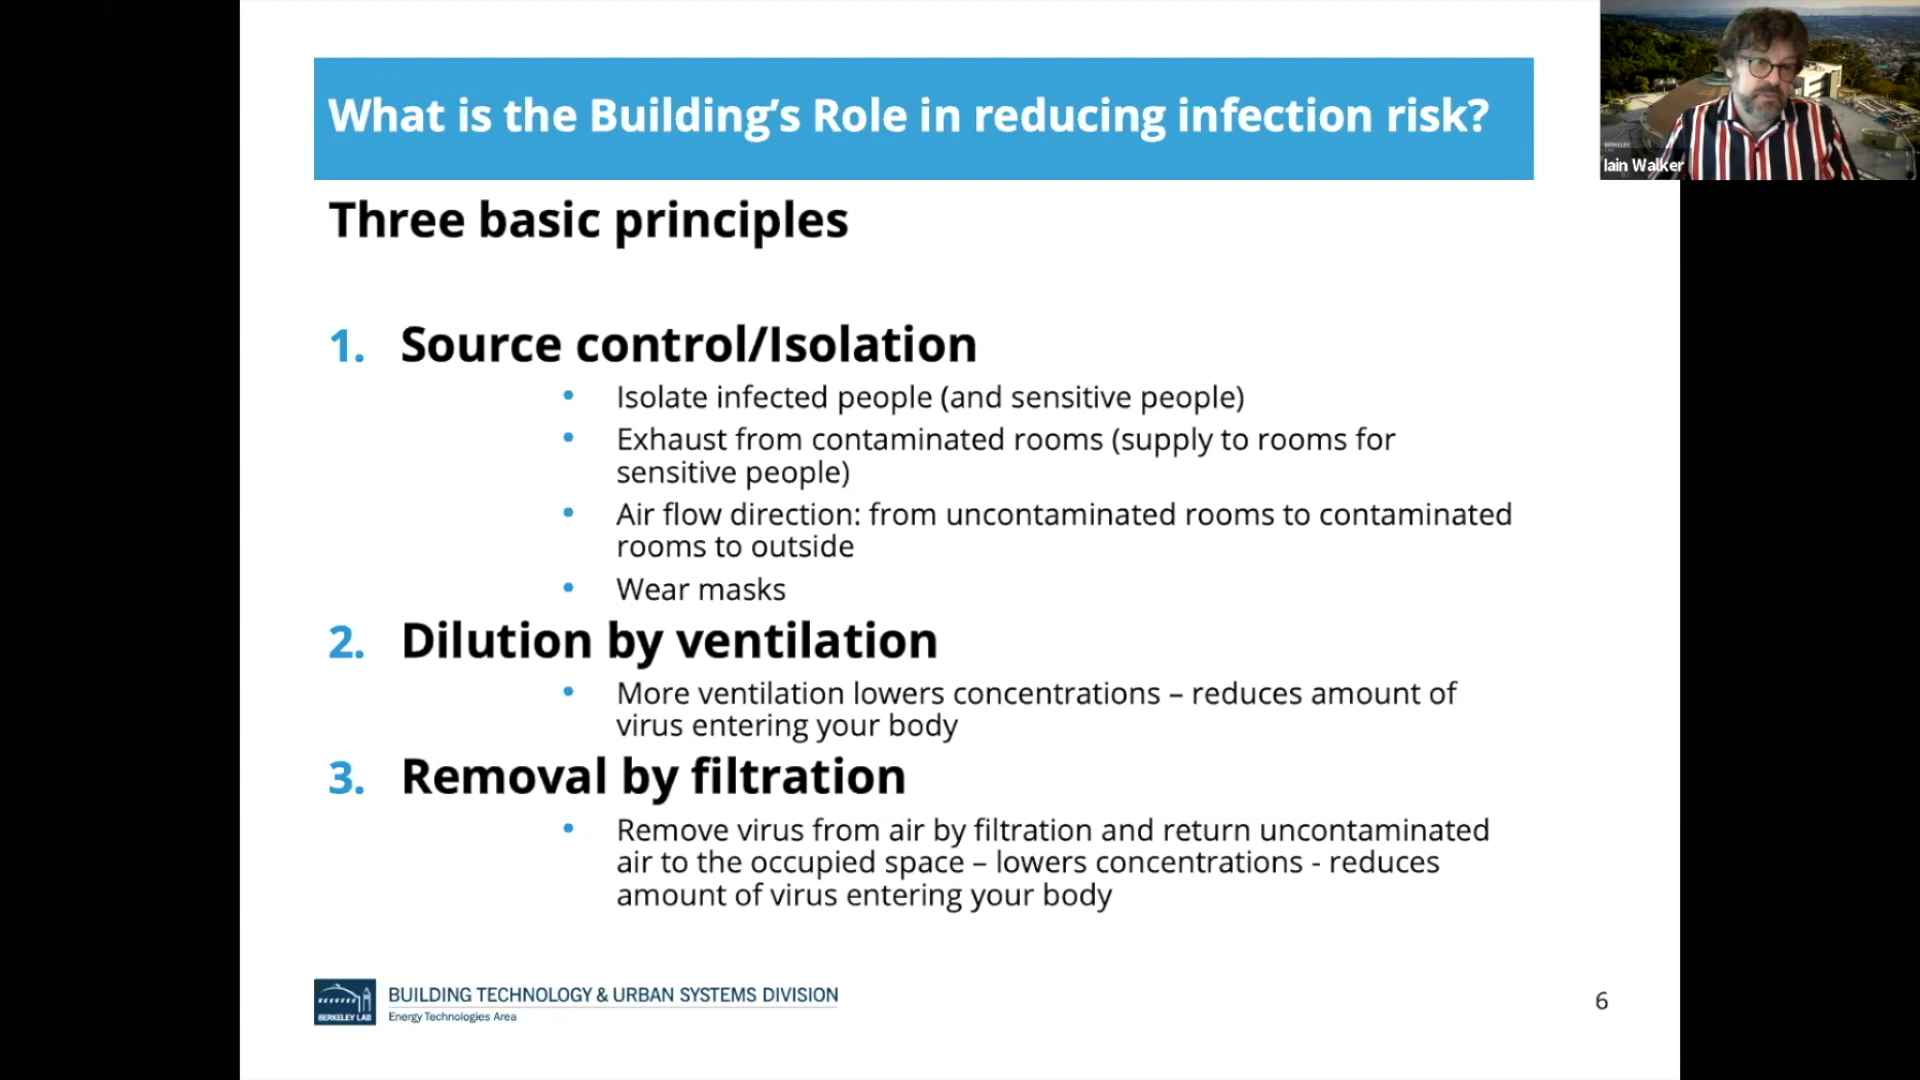 What is the Building’s Role in reducing infection risk?
Iain Walker
Three basic principles
1. Source control/Isolation
• Isolate infected people (and sensitive people)
• Exhaust from contaminated rooms (supply to rooms for
sensitive people)
• Air flow direction: from uncontaminated rooms to contaminated
rooms to outside
• Wear masks
2. Dilution by ventilation
• More ventilation lowers concentrations – reduces amount of
virus entering your body
3. Removal by filtration
• Remove virus from air by filtration and return uncontaminated
air to the occupied space – lowers concentrations - reduces
amount of virus entering your body
BERKELEY LAB
BUILDING TECHNOLOGY & URBAN SYSTEMS DIVISION
Energy Technologies Area
6